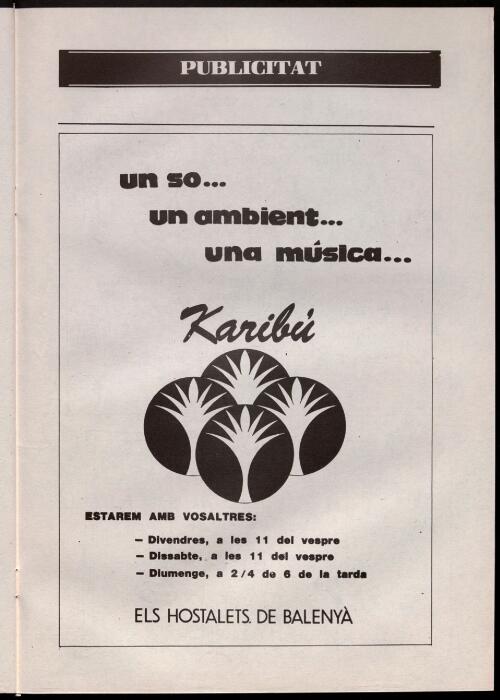 PUBLICITAT
un so...
un ambient...
una música...
Karibú
ESTAREM AMB VOSALTRES:
– Divendres, a les 11 del vespre
– Dissabte, a les 11 del vespre
– Diumenge, a 2/4 de 6 de la tarda
ELS HOSTALETS. DE BALENYÀ